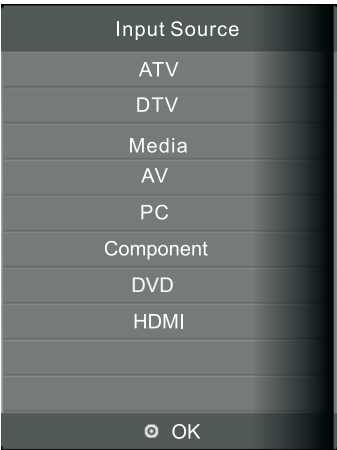 Input Source
ATV
DTV
Media
AV
PC
Component
DVD
HDMI
OK